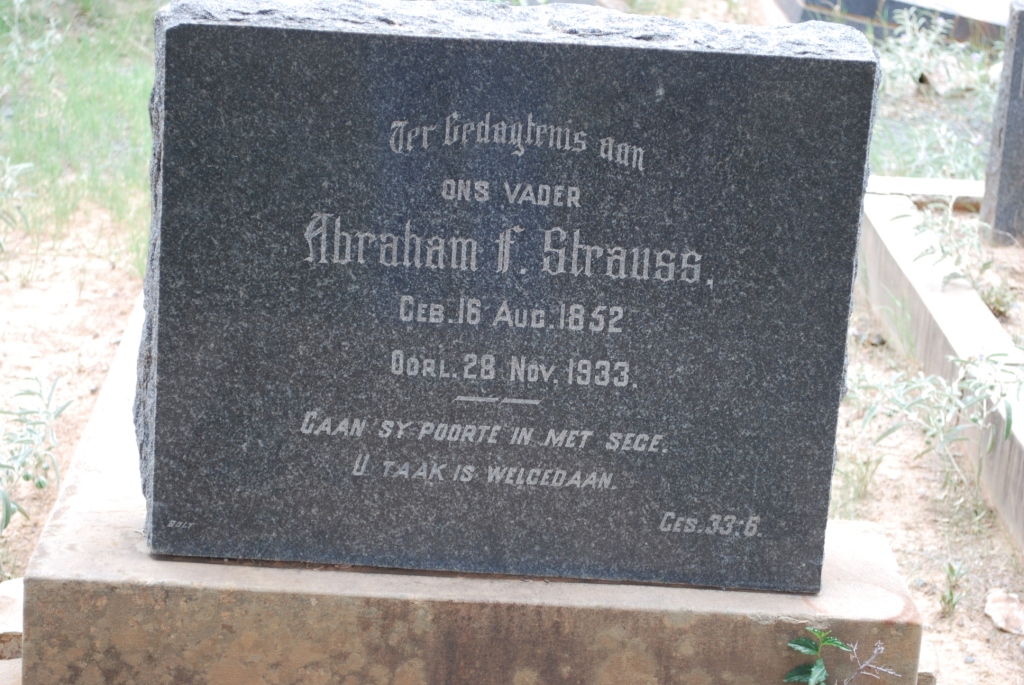 Ter Gedagtenis aan
ONS VADER
Abraham F. Strauss,
GEB. 16 AUG. 1852
OORL. 28 NOV. 1933.
GAAN SY POORTE IN MET SEGE.
U TAAK IS WELGEDAAN.
GES. 33:6.